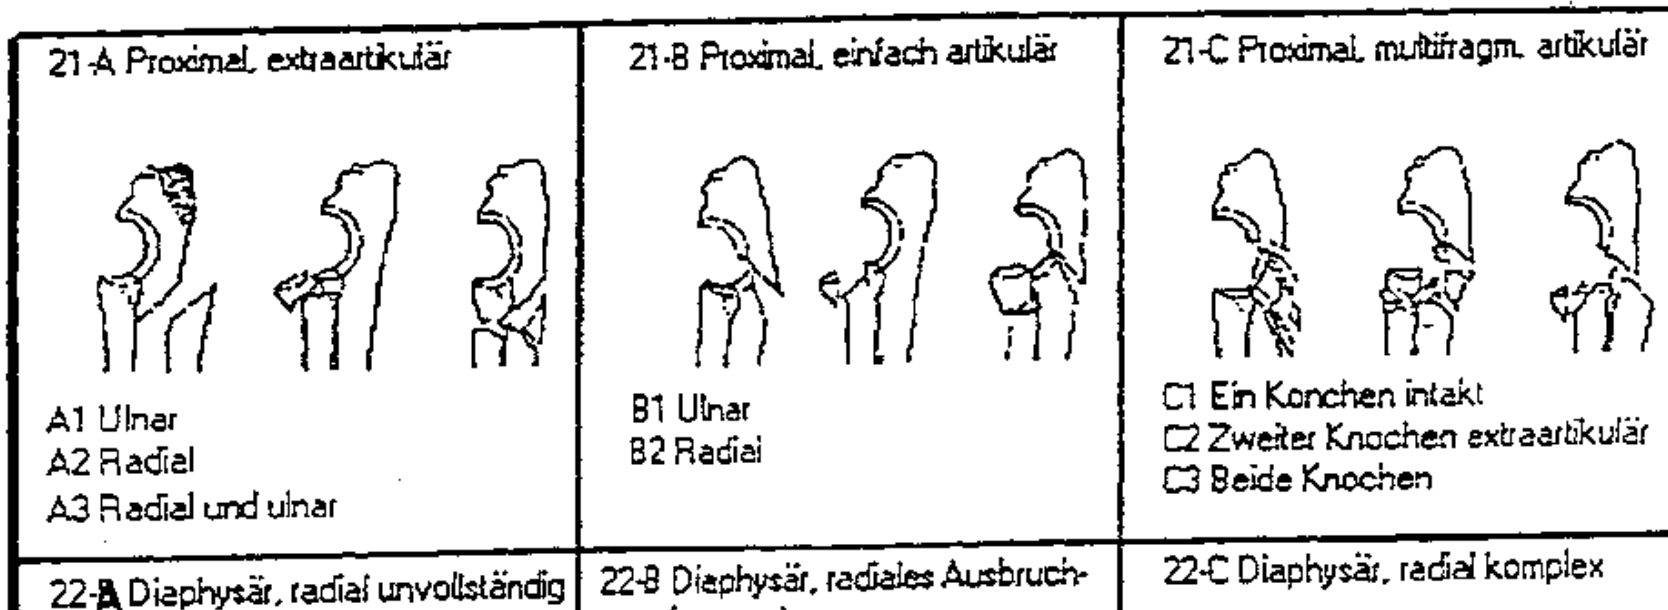 21-A Proximal, extraartikulär
A1 Ulnar
A2 Radial
A3 Radial und ulnar
21-B Proximal, einfach artikulär
B1 Ulnar
B2 Radial
21-C Proximal, multifragm. artikulär
C1 Ein Konchen intakt
C2 Zweiter Knochen extraartikulär
C3 Beide Knochen
22-A Diaphysär, radial unvollständig
22-B Diaphysär, radiales Ausbruch-
22-C Diaphysär, radial komplex